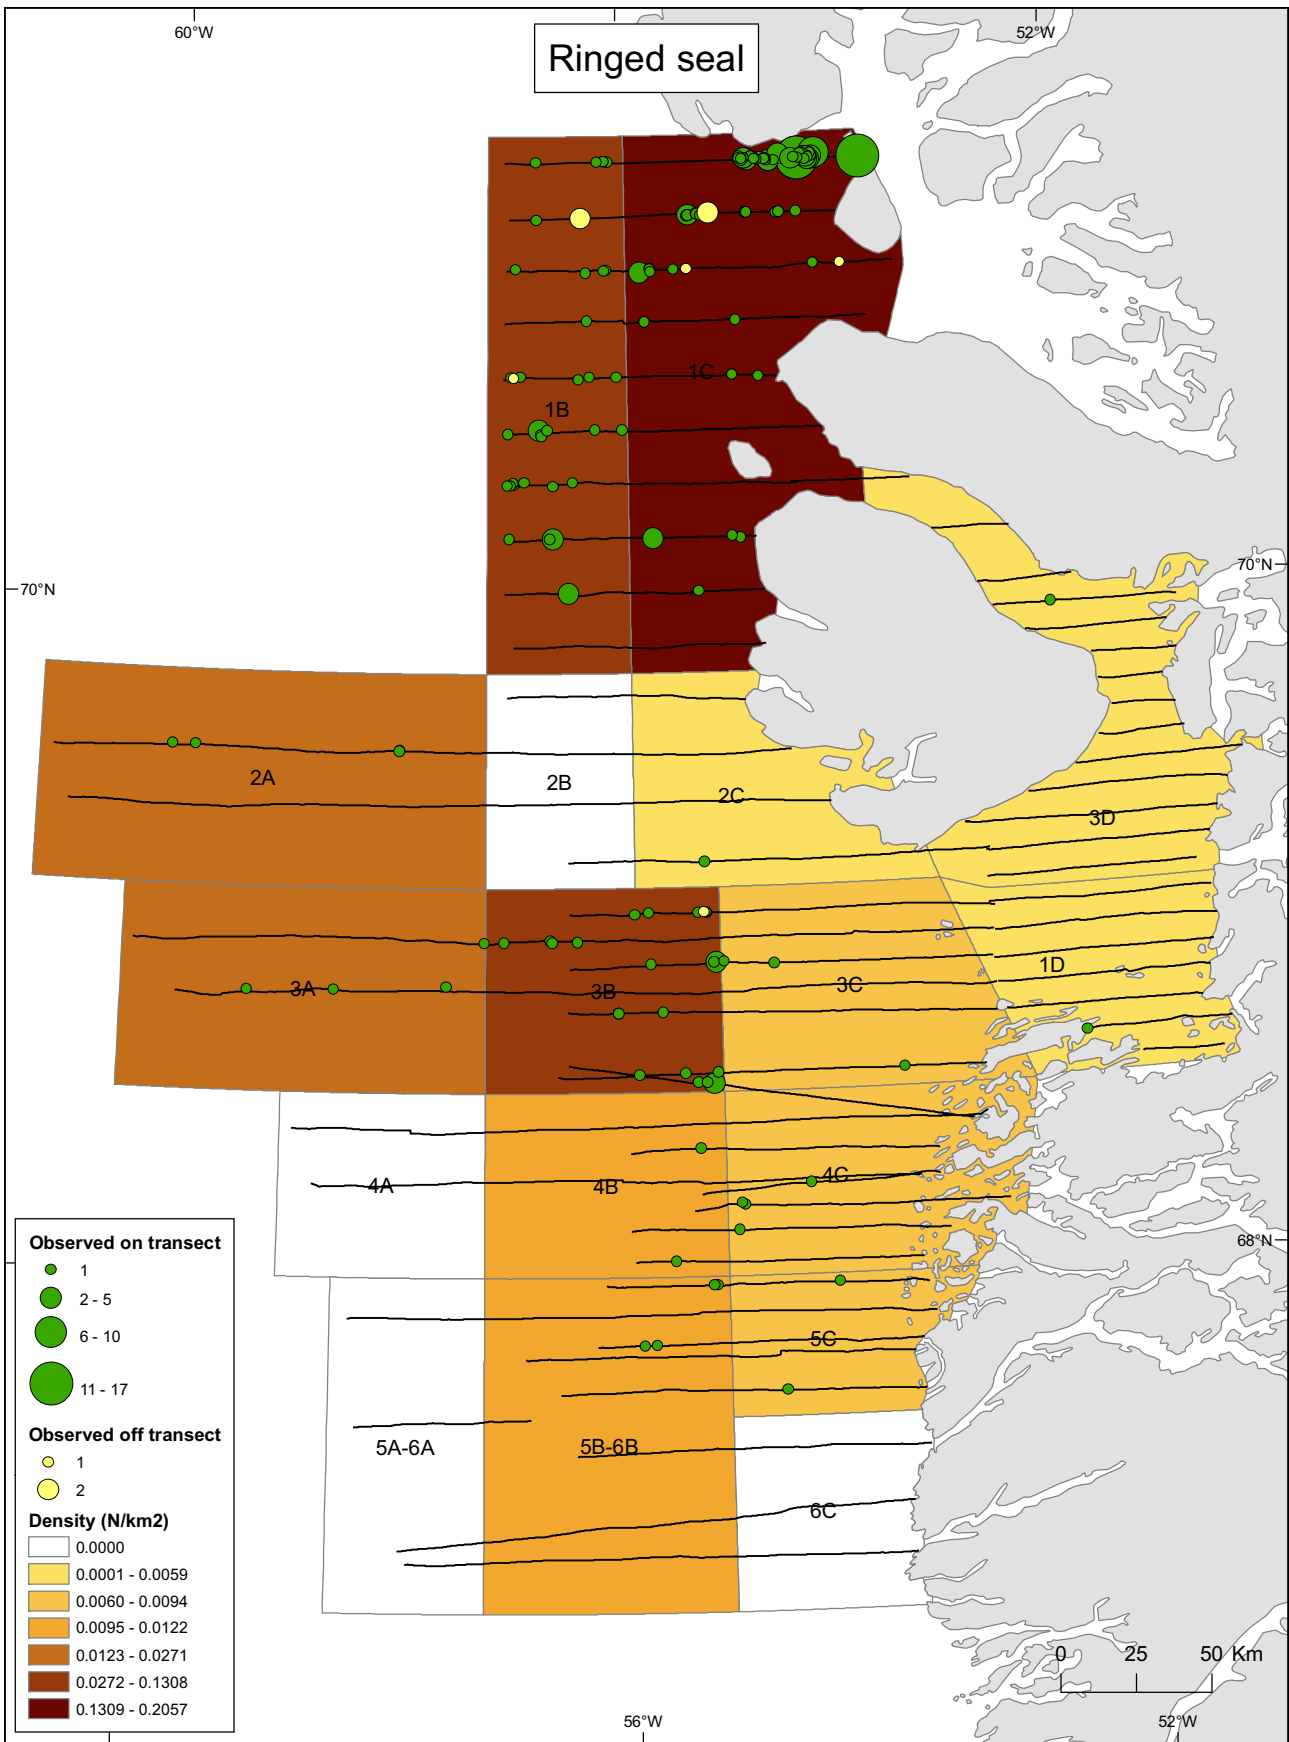 60°W
52°W
Ringed seal
1C
1B
70°N
70°N
2A
2B
2C
3D
1D
3A
3B
3C
4A
4B
4C
68°N
5C
5A-6A
5B-6B
6C
Observed on transect
1
2 - 5
6 - 10
11 - 17
Observed off transect
1
2
Density (N/km2)
0.0000
0.0001 - 0.0059
0.0060 - 0.0094
0.0095 - 0.0122
0.0123 - 0.0271
0.0272 - 0.1308
0.1309 - 0.2057
0 25 50 Km
56°W
52°W